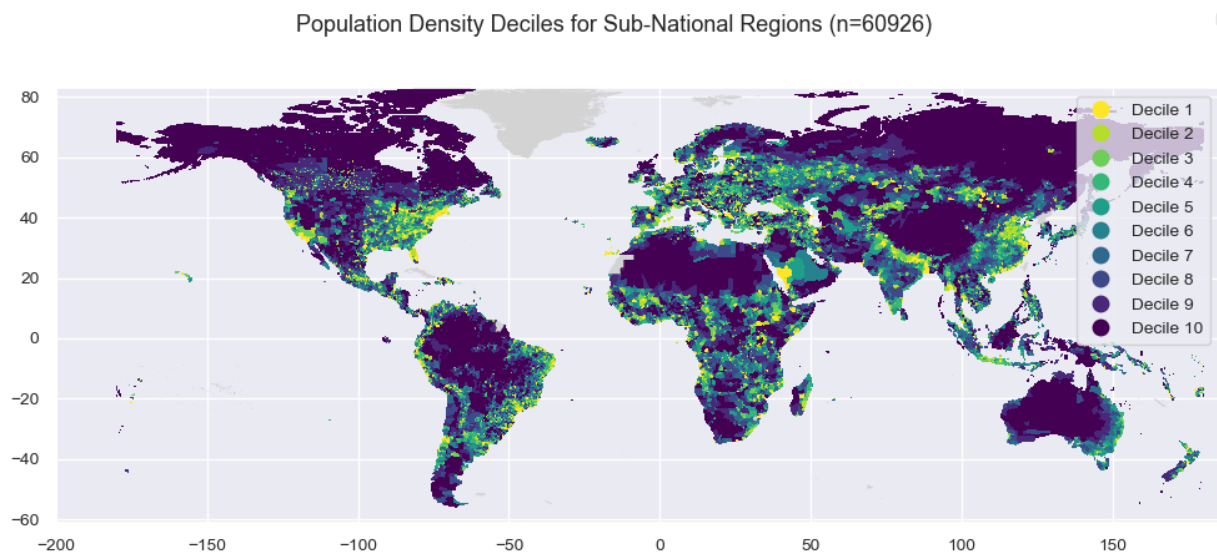 Population Density Deciles for Sub-National Regions (n=60926)
80
60
40
20
0
−20
−40
−60
−200
−150
−100
−50
0
50
100
150
Decile 1
Decile 2
Decile 3
Decile 4
Decile 5
Decile 6
Decile 7
Decile 8
Decile 9
Decile 10